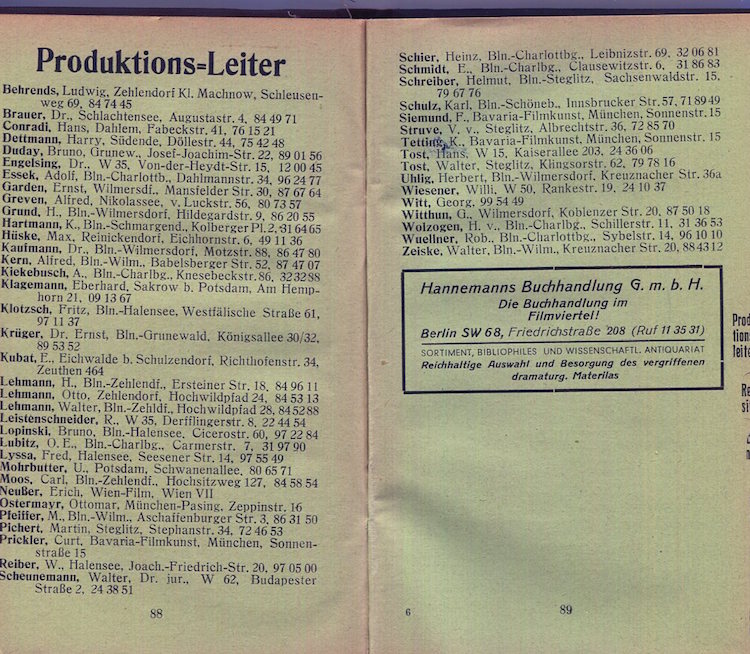 Produktions=Leiter
Behrends, Ludwig, Zehlendorf Kl. Machnow, Schleusen-
weg 69, 84 74 45
Brauer, Dr., Schlachtensee, Augustastr. 4, 84 49 71
Conradi, Hans, Dahlem, Fabeckstr. 41, 76 15 21
Dettmann, Harry, Südende, Döllestr. 44, 75 42 48
Duday, Bruno, Grunew., Josef-Joachim-Str. 22, 89 01 56
Engelsing, Dr., W 35, Von-der-Heydt-Str. 15, 12 00 45
Essek, Adolf, Bln.-Charlottb., Dahlmannstr. 34, 96 24 77
Garden, Ernst, Wilmersdf., Mansfelder Str. 30, 87 67 64
Greven, Alfred, Nikolassee, v. Luckstr. 56, 80 73 57
Grund, H., Bln.-Wilmersdorf, Hildegardstr. 9, 86 20 55
Hartmann, K., Bln.-Schmargend., Kolberger Pl. 2, 31 64 65
Hüske, Max, Reinickendorf, Eichhornstr. 6, 49 11 36
Kaufmann, Dr., Bln.-Wilmersdorf, Motzstr. 88, 86 47 80
Kern, Alfred, Bln.-Wilm., Babelsberger Str. 52, 87 47 07
Kiekebusch, A., Bln.-Charlbg., Knesebeckstr. 86, 32 32 88
Klagemann, Eberhard, Sakrow b. Potsdam, Am Hemp-
horn 21, 09 13 67
Klotzsch, Fritz, Bln.-Halensee, Westfälische Straße 61,
97 11 37
Krüger, Dr. Ernst, Bln.-Grunewald, Königsallee 30/32,
89 53 52
Kubat, E., Eichwalde b. Schulzendorf, Richthofenstr. 34,
Zeuthen 464
Lehmann, H., Bln.-Zehlendf., Ersteiner Str. 18, 84 96 11
Lehmann, Otto, Zehlendorf, Hochwildpfad 24, 84 53 13
Lehmann, Walter, Bln.-Zehldf., Hochwildpfad 28, 84 52 88
Leistenschneider, R., W 35, Derfflingerstr. 8, 22 44 54
Lopinski, Bruno, Bln.-Halensee, Cicerostr. 60, 97 22 84
Lubitz, O. E., Bln.-Charlbg., Carmerstr. 7, 31 97 90
Lyssa, Fred, Halensee, Seesener Str. 14, 97 55 49
Mohrbutter, U., Potsdam, Schwanenallee, 80 65 71
Moos, Carl, Bln.-Zehlendf., Hochsitzweg 127, 84 58 54
Neußer, Erich, Wien-Film, Wien VII
Ostermayr, Ottomar, München-Pasing, Zeppinstr. 16
Pfeiffer, M., Bln.-Wilm., Aschaffenburger Str. 3, 86 31 50
Pichert, Martin, Steglitz, Stephanstr. 34, 72 46 53
Prickler, Curt, Bavaria-Filmkunst, München, Sonnen-
straße 15
Reiber, W., Halensee, Joach.-Friedrich-Str. 20, 97 05 00
Scheunemann, Walter, Dr. jur., W 62, Budapester
Straße 2, 24 38 51
88
Schier, Heinz, Bln.-Charlottbg., Leibnizstr. 69, 32 06 81
Schmidt, E., Bln.-Charlbg., Clausewitzstr. 6, 31 86 83
Schreiber, Helmut, Bln.-Steglitz, Sachsenwaldstr. 15,
79 67 76
Schulz, Karl, Bln.-Schöneb., Innsbrucker Str. 57, 71 89 49
Siemund, F., Bavaria-Filmkunst, München, Sonnenstr. 15
Struve, V. v., Steglitz, Albrechtstr. 36, 72 85 70
Tetting, K., Bavaria-Filmkunst, München, Sonnenstr. 15
Tost, Hans, W 15, Kaiserallee 203, 24 36 06
Tost, Walter, Steglitz, Klingsorstr. 62, 79 78 16
Uhlig, Herbert, Bln.-Wilmersdorf, Kreuznacher Str. 36a
Wiesener, Willi, W 50, Rankestr. 19, 24 10 37
Witt, Georg, 99 54 49
Witthun, G., Wilmersdorf, Koblenzer Str. 20, 87 50 18
Wolzogen, H. v., Bln.-Charlbg., Schillerstr. 11, 31 36 53
Wuellner, Rob., Bln.-Charlottbg., Sybelstr. 14, 96 10 10
Zeiske, Walter, Bln.-Wilm., Kreuznacher Str. 20, 88 43 12
Hannemanns Buchhandlung G. m. b. H.
Die Buchhandlung im
Filmviertel!
Berlin SW 68, Friedrichstraße 208 (Ruf 11 35 31)
SORTIMENT, BIBLIOPHILES UND WISSENSCHAFTL. ANTIQUARIAT
Reichhaltige Auswahl und Besorgung des vergriffenen
dramaturg. Materilas
6
89
Prod
tions
leite